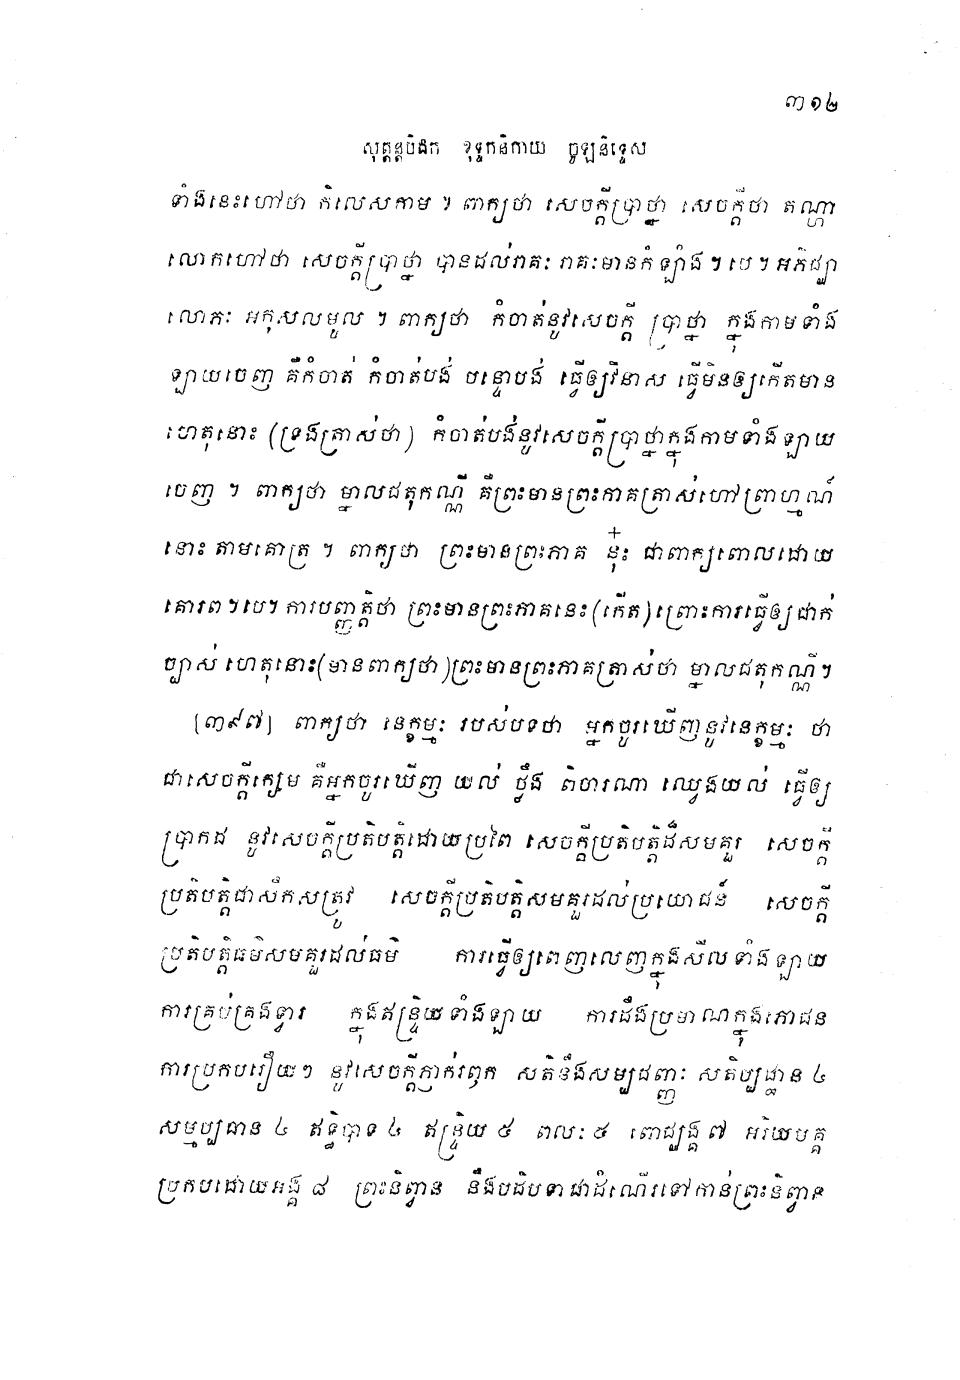 ៣១២
សុត្តន្តបិដក ខុទ្ទកនិកាយ ចូឡនិទ្ទេស
ទាំងនេះហៅថា កិលេសកាម ។ ពាក្យថា សេចក្តីប្រាថ្នា សេចក្តីថា តណ្ហា
លោកហៅថា សេចក្តីប្រាថ្នា បានដល់រាគៈ រាគៈមានកំឡាំង ។ បេ ។ អភិជ្ឈា
លោភៈ អកុសលមូល ។ ពាក្យថា កំចាត់នូវសេចក្តី ប្រាថ្នា ក្នុងកាមទាំង
ឡាយចេញ គឺកំចាត់ កំចាត់បង់ បន្ទោបង់ ធ្វើឲ្យវិនាស ធ្វើមិនឲ្យកើតមាន
ហេតុនោះ (ទ្រង់ត្រាស់ថា) កំចាត់បង់នូវសេចក្តីប្រាថ្នាក្នុងកាមទាំងឡាយ
ចេញ ។ ពាក្យថា ម្នាលជតុកណ្ណី គឺព្រះមានព្រះភាគត្រាស់ហៅព្រាហ្មណ៍
នោះ តាមគោត្រ ។ ពាក្យថា ព្រះមានព្រះភាគ នុ៎ះ ជាពាក្យពោលដោយ
គោរព ។ បេ។ ការបញ្ញត្តិថា ព្រះមានព្រះភាគនេះ (កើត) ព្រោះការធ្វើឲ្យជាក់
ច្បាស់ ហេតុនោះ (មានពាក្យថា) ព្រះមានព្រះភាគត្រាស់ថា ម្នាលជតុកណ្ណី ។
[៣៩៧] ពាក្យថា នេក្ខម្មៈ របស់បទថា អ្នកចូរឃើញនូវនេក្ខម្មៈ ថា
ជាសេចក្តីក្សេម គឺអ្នកចូរឃើញ យល់ ថ្លឹង ពិចារណា ឈ្វេងយល់ ធ្វើឲ្យ
ប្រាកដ នូវសេចក្តីប្រតិបត្តិដោយប្រពៃ សេចក្តីប្រតិបត្តិដ៏សមគួរ សេចក្តី
ប្រតិបត្តិជាសឹកសត្រូវ សេចក្តីប្រតិបត្តិសមគួរដល់ប្រយោជន៍ សេចក្តី
ប្រតិបត្តិធម៌សមគួរដល់ធម៌ ការធ្វើឲ្យពេញលេញក្នុងសីលទាំងឡាយ
ការគ្រប់គ្រងទ្វារ ក្នុងឥន្ទ្រិយទាំងឡាយ ការដឹងប្រមាណក្នុងភោជន
ការប្រកបរឿយៗ នូវសេចក្តីភ្ញាក់រឭក សតិនឹងសម្បជញ្ញៈ សតិប្បដ្ឋាន ៤
សម្មប្បធាន ៤ ឥទ្ធិបាទ ៤ ឥន្ទ្រិយ ៥ ពលៈ ៥ ពោជ្ឈង្គ ៧ អរិយមគ្គ
ប្រកបដោយអង្គ ៨ ព្រះនិព្វាន នឹងបដិបទាជាដំណើរទៅកាន់ព្រះនិព្វាន